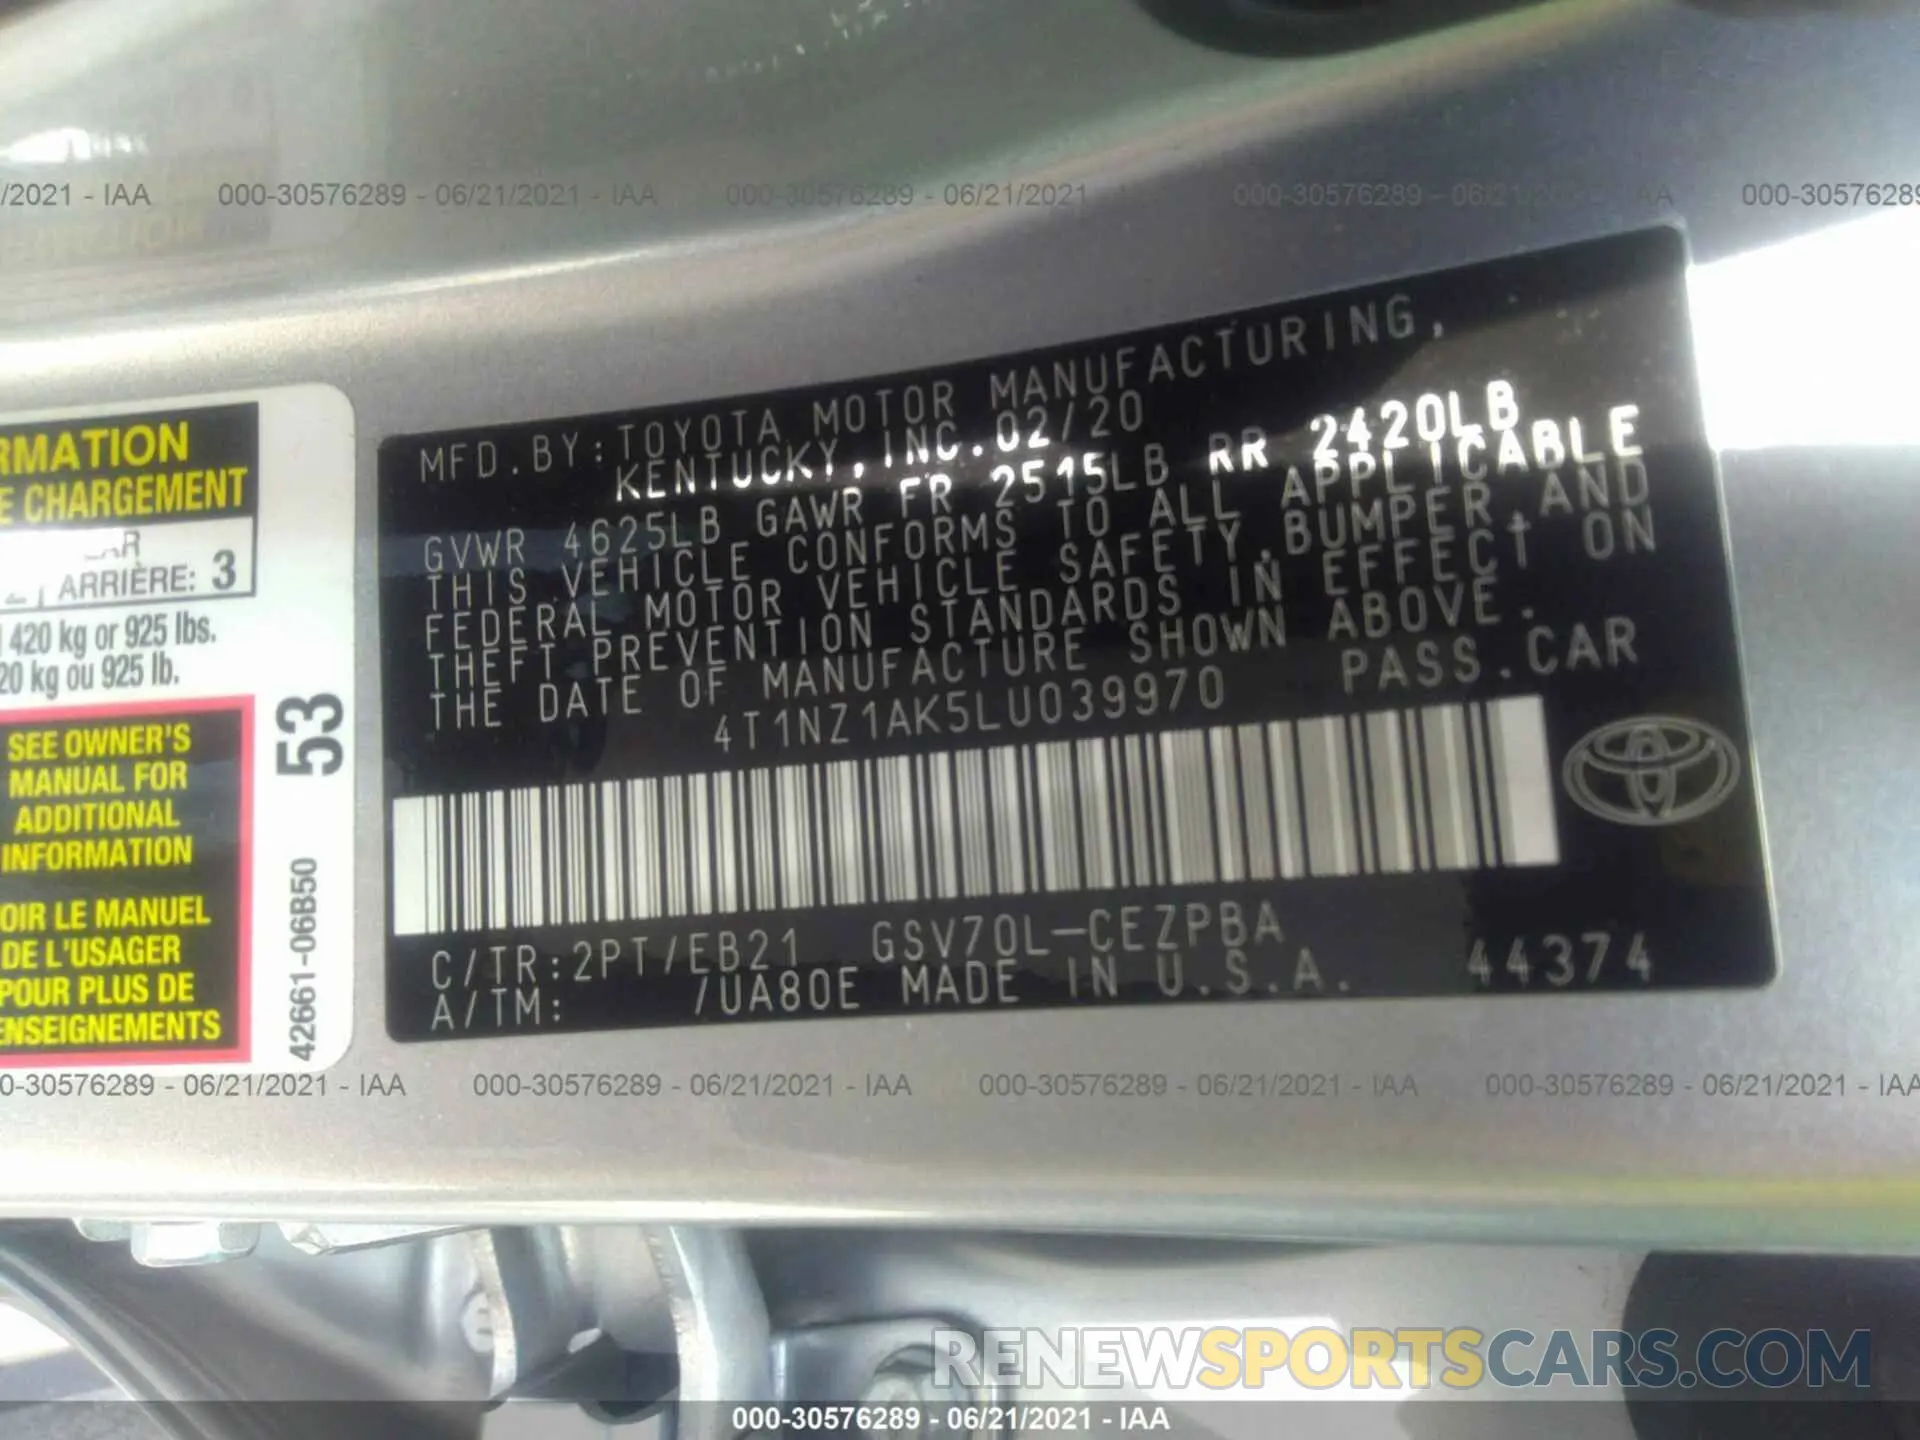 /2021 - IAA 000-30576289 - 06/21/2021 - IAA 000-30576289 - 06/21/2021 000-30576289 - 06/21/2021 - IAA 000-30576289
MFD.BY:TOYOTA MOTOR MANUFACTURING,
KENTUCKY,INC.02/20
GVWR 4625LB GAWR FR 2515LB RR 2420LB
THIS VEHICLE CONFORMS TO ALL APPLICABLE
FEDERAL MOTOR VEHICLE SAFETY,BUMPER,AND
THEFT PREVENTION STANDARDS IN EFFECT ON
THE DATE OF MANUFACTURE SHOWN ABOVE.
4T1NZ1AK5LU039970 PASS.CAR
C/TR:2PT/EB21 GSV70L-CEZPBA
A/TM: /UA80E MADE IN U.S.A. 44374
RMATION
E CHARGEMENT
ARRIÈRE: 3
420 kg or 925 lbs.
20 kg ou 925 lb.
SEE OWNER'S
MANUAL FOR
ADDITIONAL
INFORMATION
OIR LE MANUEL
DE L'USAGER
POUR PLUS DE
ENSEIGNEMENTS
53
42661-06B50
0-30576289 - 06/21/2021 - IAA 000-30576289 - 06/21/2021 - IAA 000-30576289 - 06/21/2021 - IAA 000-30576289 - 06/21/2021 - IAA
RENEWSPORTSCARS.COM
000-30576289 - 06/21/2021 - IAA